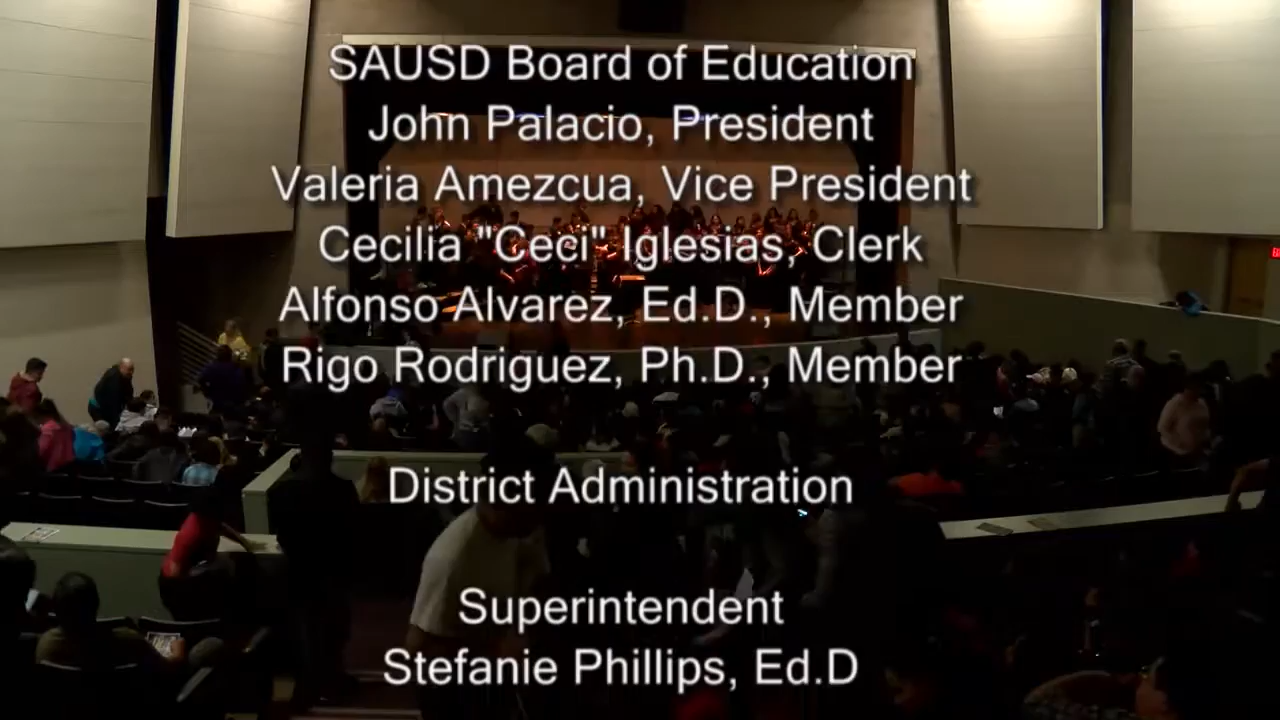 SAUSD Board of Education
John Palacio, President
Valeria Amezcua, Vice President
Cecilia "Ceci" Iglesias, Clerk
Alfonso Alvarez, Ed.D., Member
Rigo Rodriguez, Ph.D., Member
District Administration
Superintendent
Stefanie Phillips, Ed.D